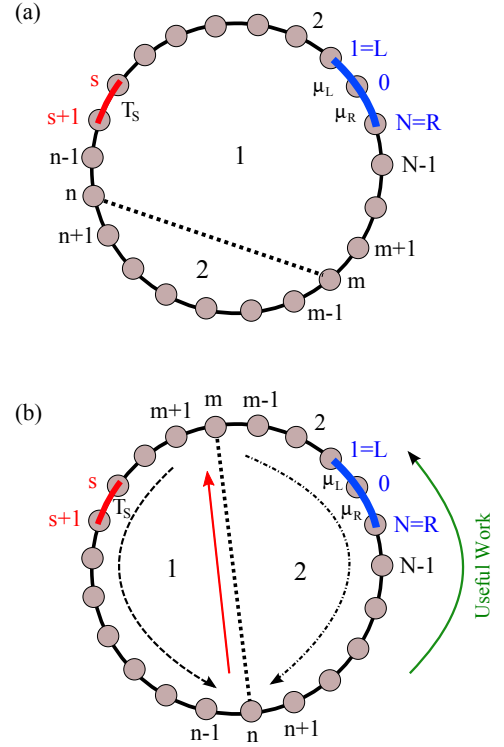 (a)
2
1=L
s
μL
0
TS
μR
s+1
N=R
n-1
1
N-1
n
n+1
m+1
2
m
m-1
(b)
m
m+1
m-1
2
1=L
s
μL
0
TS
μR
s+1
N=R
1
2
N-1
Useful Work
n-1
n
n+1